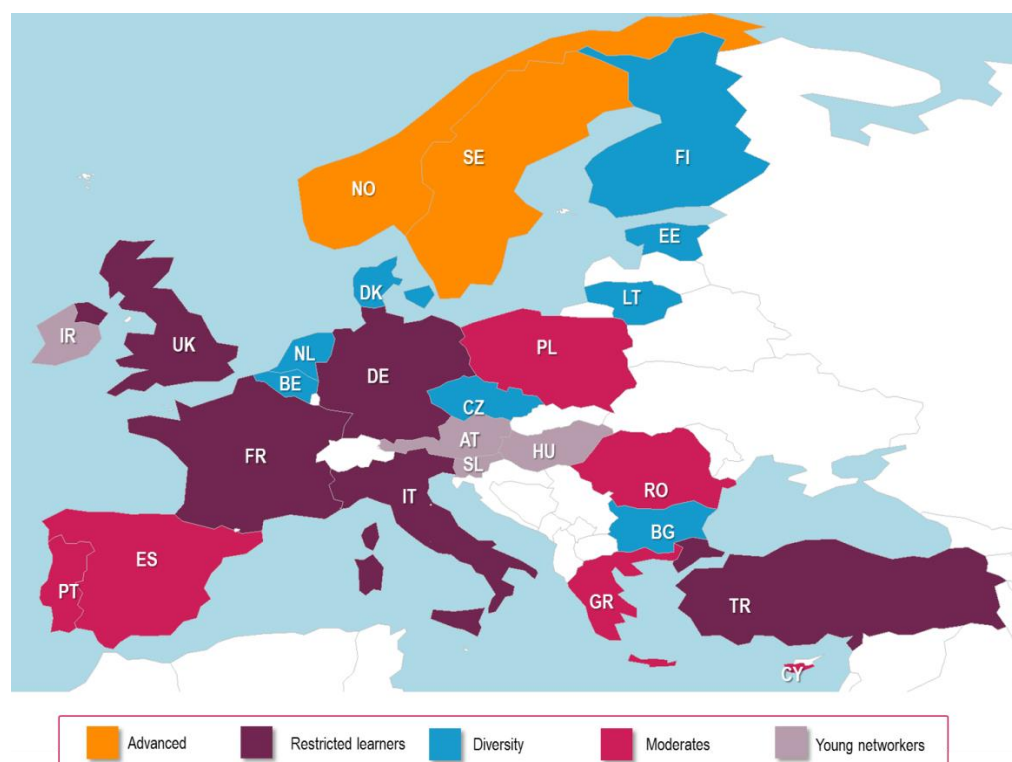 NO
SE
FI
EE
DK
LT
IR
UK
NL
PL
BE
DE
CZ
FR
AT
HU
SL
IT
RO
BG
ES
PT
GR
TR
CY
Advanced
Restricted learners
Diversity
Moderates
Young networkers